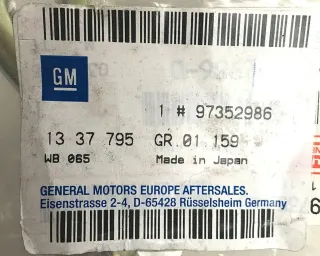 GM
1 # 97352986
13 37 795 GR.01.159
WB 065 Made in Japan
GENERAL MOTORS EUROPE AFTERSALES.
Eisenstrasse 2-4, D-65428 Rüsselsheim Germany